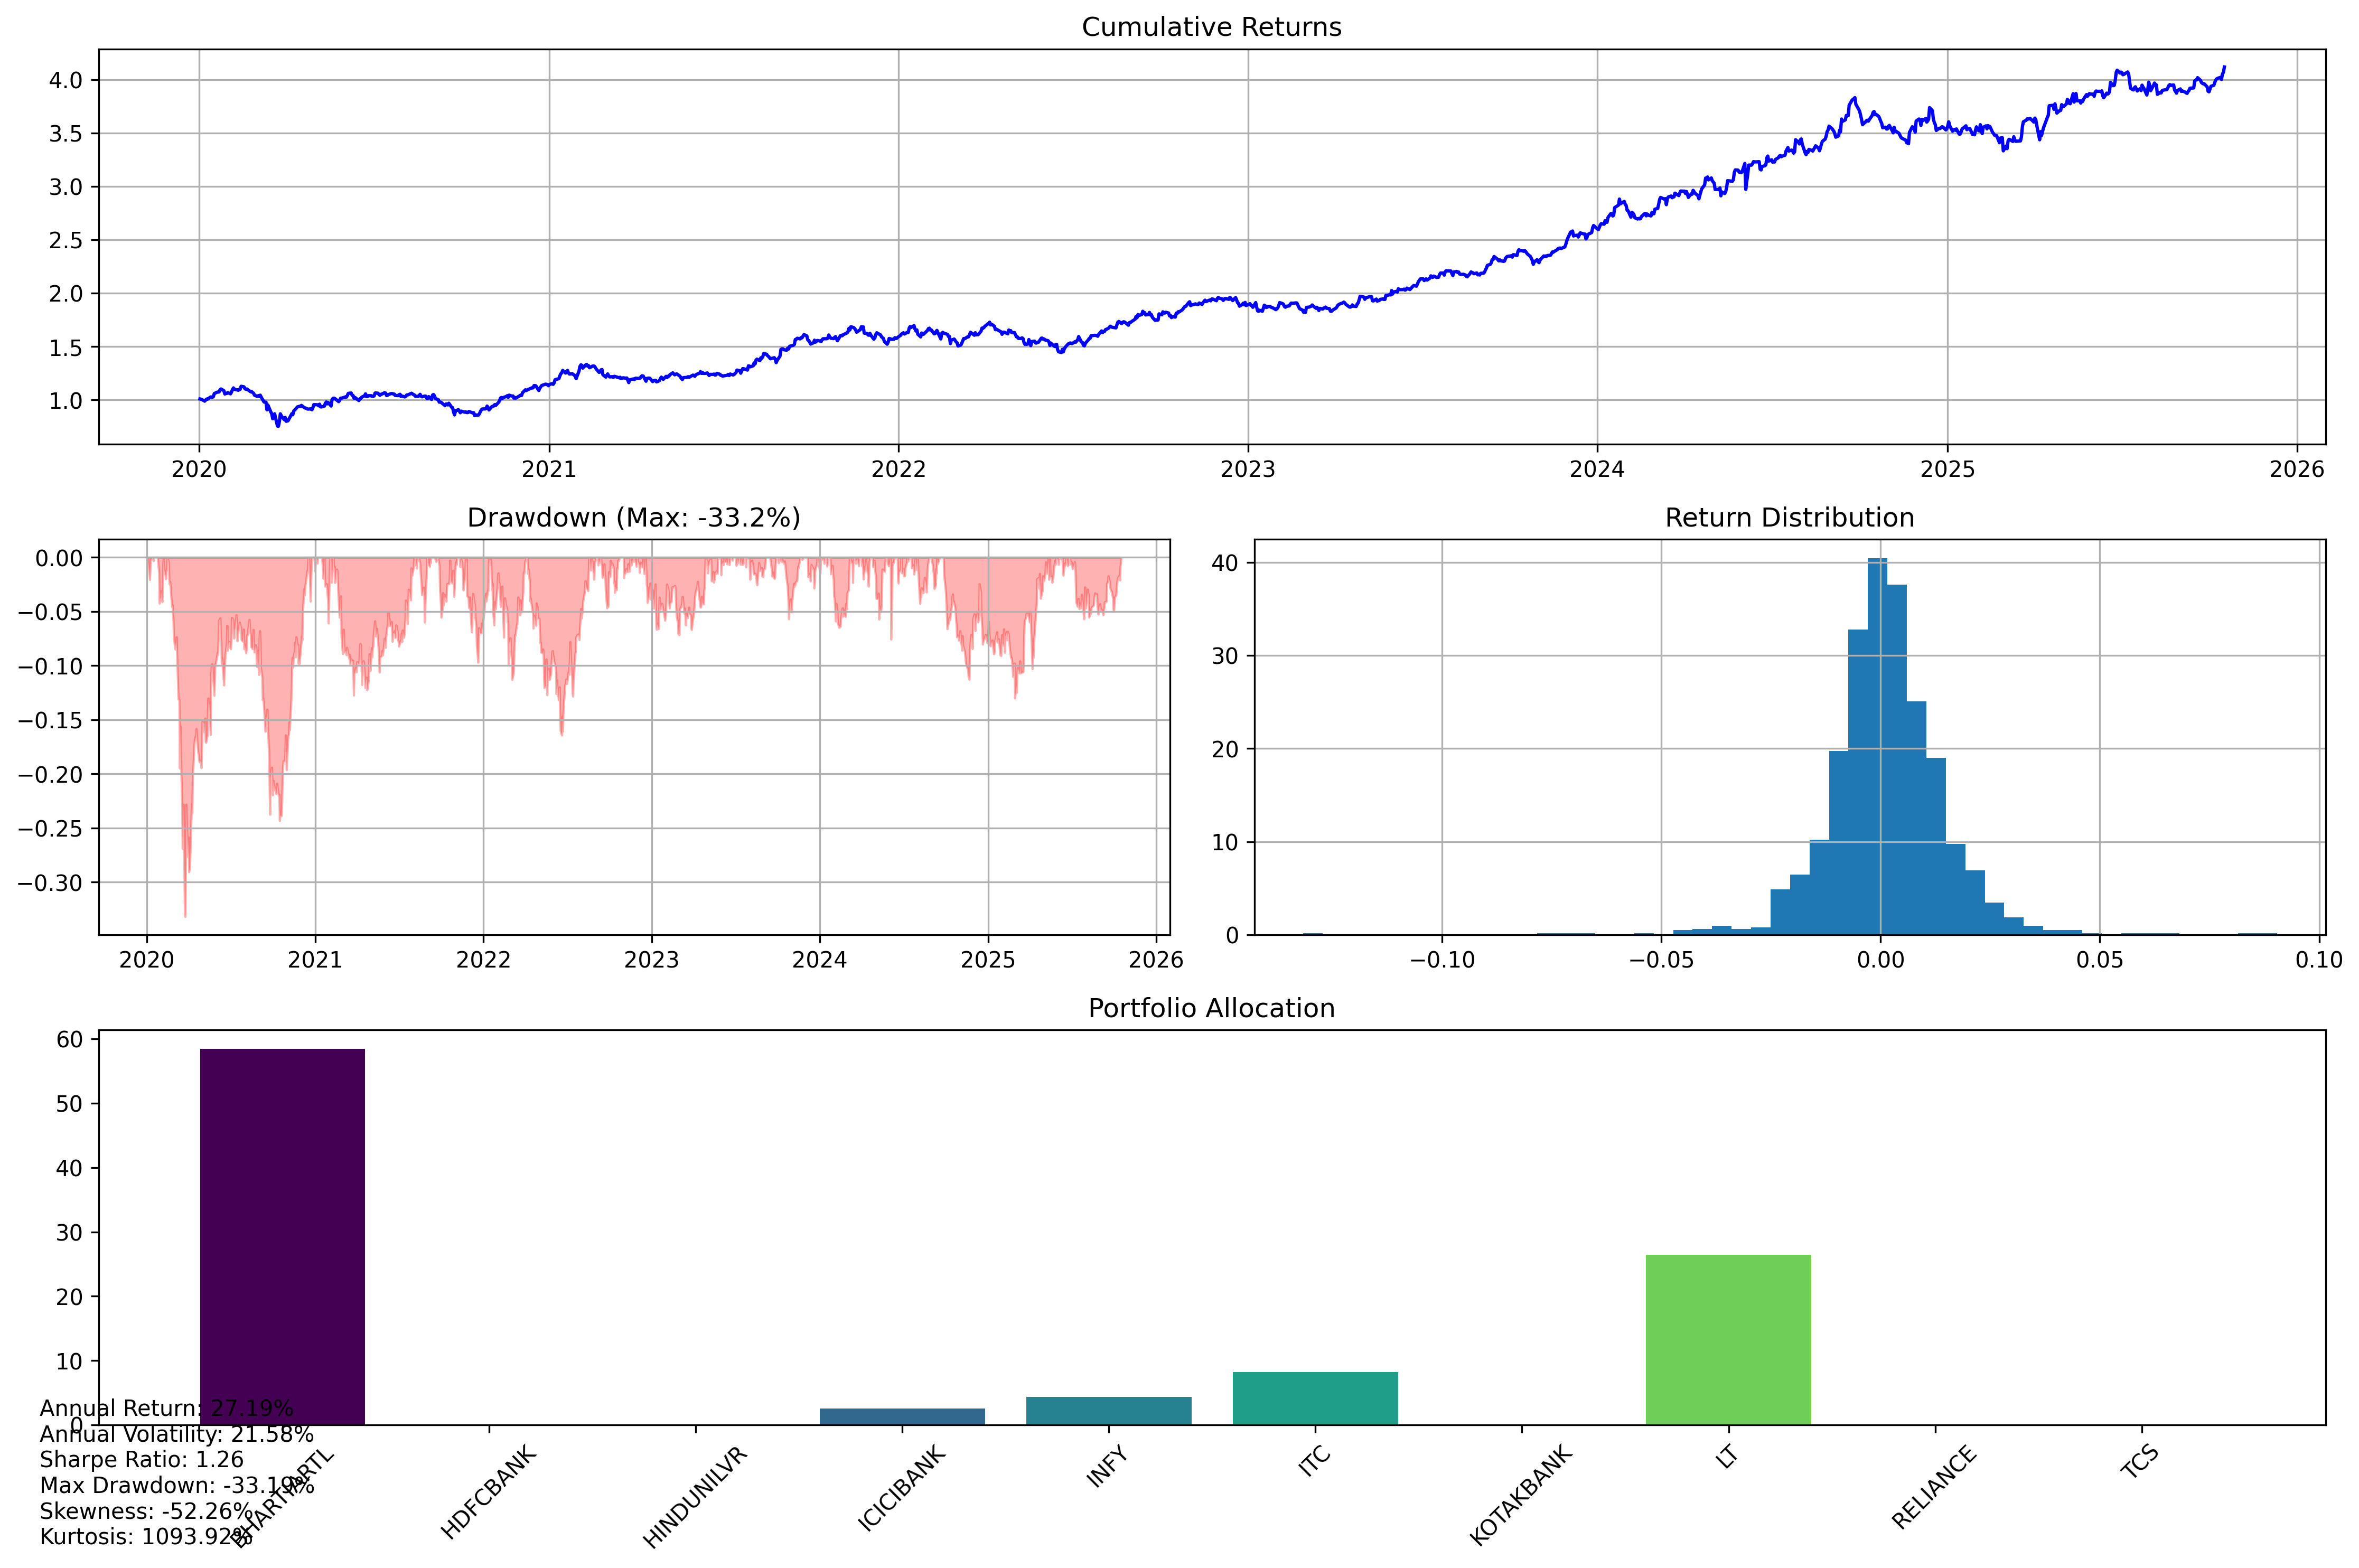 Cumulative Returns
4.0
3.5
3.0
2.5
2.0
1.5
1.0
2020 2021 2022 2023 2024 2025 2026
Drawdown (Max: -33.2%)
0.00
−0.05
−0.10
−0.15
−0.20
−0.25
−0.30
2020 2021 2022 2023 2024 2025 2026
Return Distribution
40
30
20
10
0
−0.10 −0.05 0.00 0.05 0.10
Portfolio Allocation
60
50
40
30
20
10
0
BHARTIARTL HDFCBANK HINDUNILVR ICICIBANK INFY ITC KOTAKBANK LT RELIANCE TCS
Annual Return: 27.19%
Annual Volatility: 21.58%
Sharpe Ratio: 1.26
Max Drawdown: -33.19%
Skewness: -52.26%
Kurtosis: 1093.92%